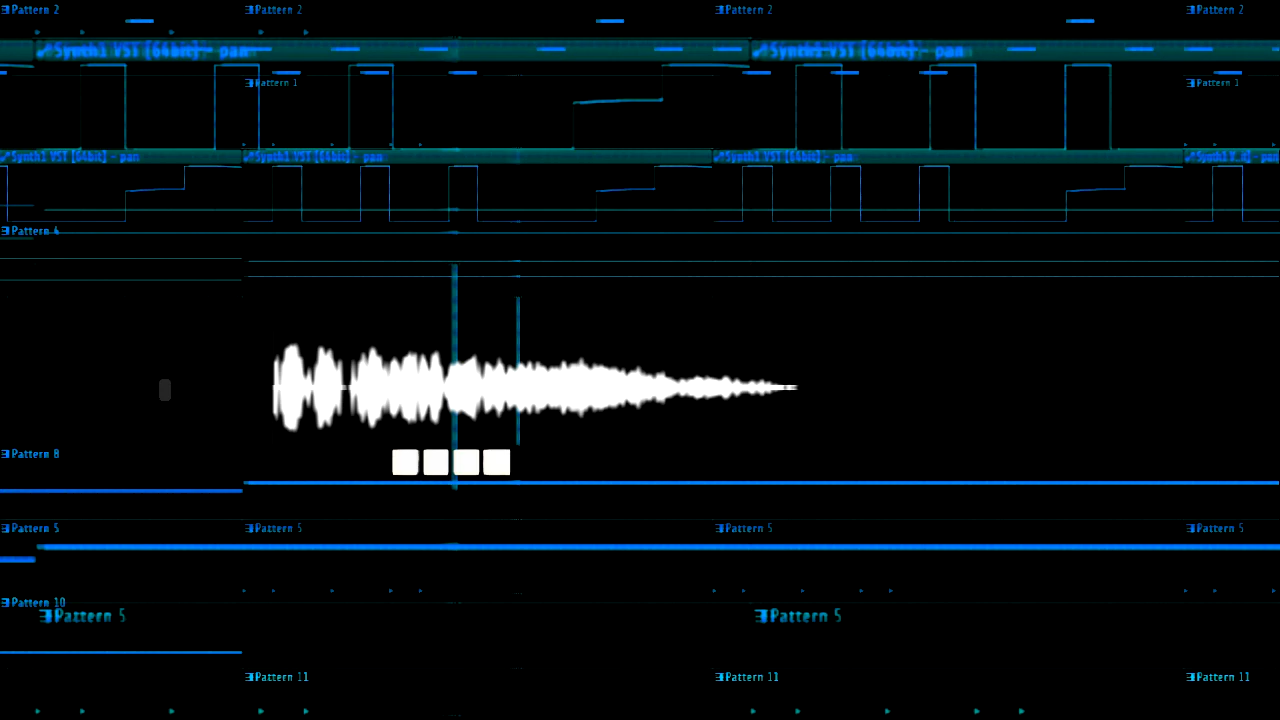 Pattern 2 Pattern 2 Pattern 2 Pattern 2
Synth1 VST [64bit] - pan Synth1 VST [64bit] - pan
Pattern 1 Pattern 1
Synth1 VST [64bit] - pan Synth1 VST [64bit] - pan Synth1 VST [64bit] - pan
Pattern 4
Pattern 8
Pattern 5 Pattern 5 Pattern 5 Pattern 5
Pattern 10
Pattern 5 Pattern 5
Pattern 11 Pattern 11 Pattern 11